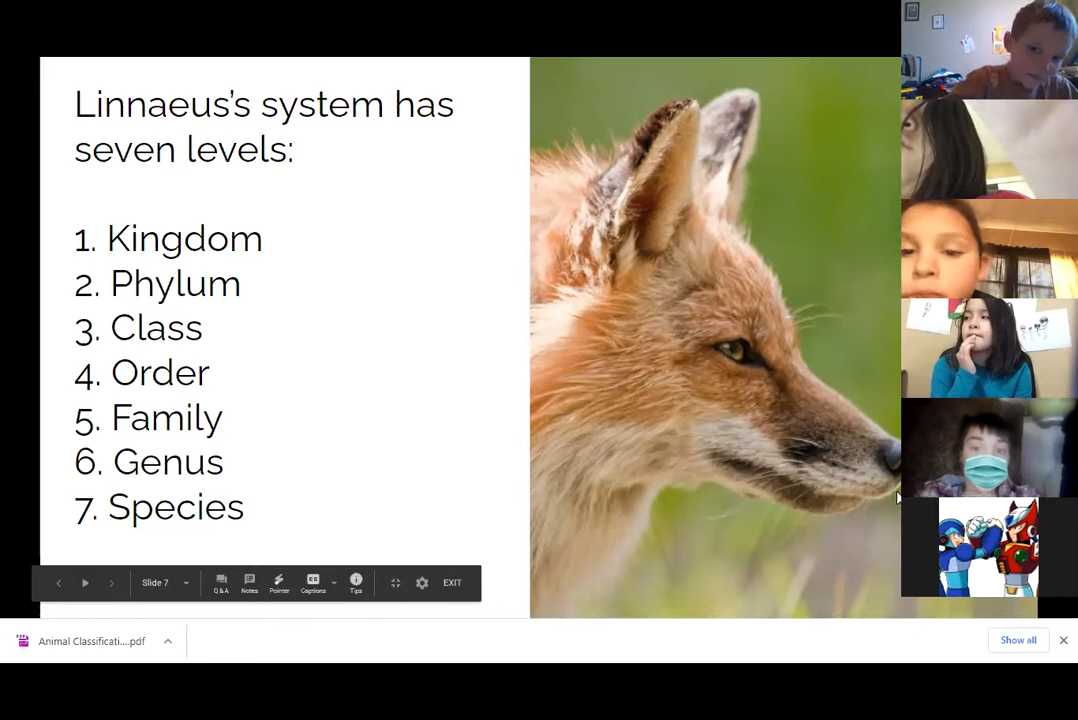 Linnaeus's system has
seven levels:
1. Kingdom
2. Phylum
3. Class
4. Order
5. Family
6. Genus
7. Species
Slide 7
Q & A
Notes
Pointer
Captions
Tips
EXIT
Animal Classificati....pdf
Show all